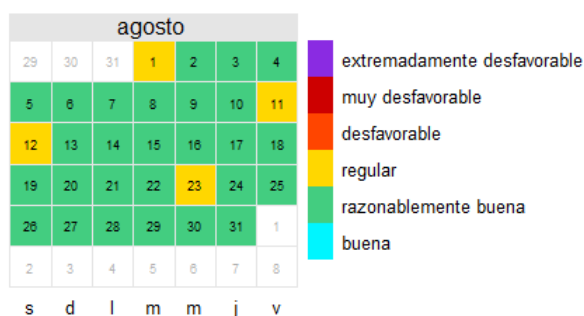 agosto
29 30 31 1 2 3 4
5 6 7 8 9 10 11
12 13 14 15 16 17 18
19 20 21 22 23 24 25
26 27 28 29 30 31 1
2 3 4 5 6 7 8
s d l m m j v
extremadamente desfavorable
muy desfavorable
desfavorable
regular
razonablemente buena
buena